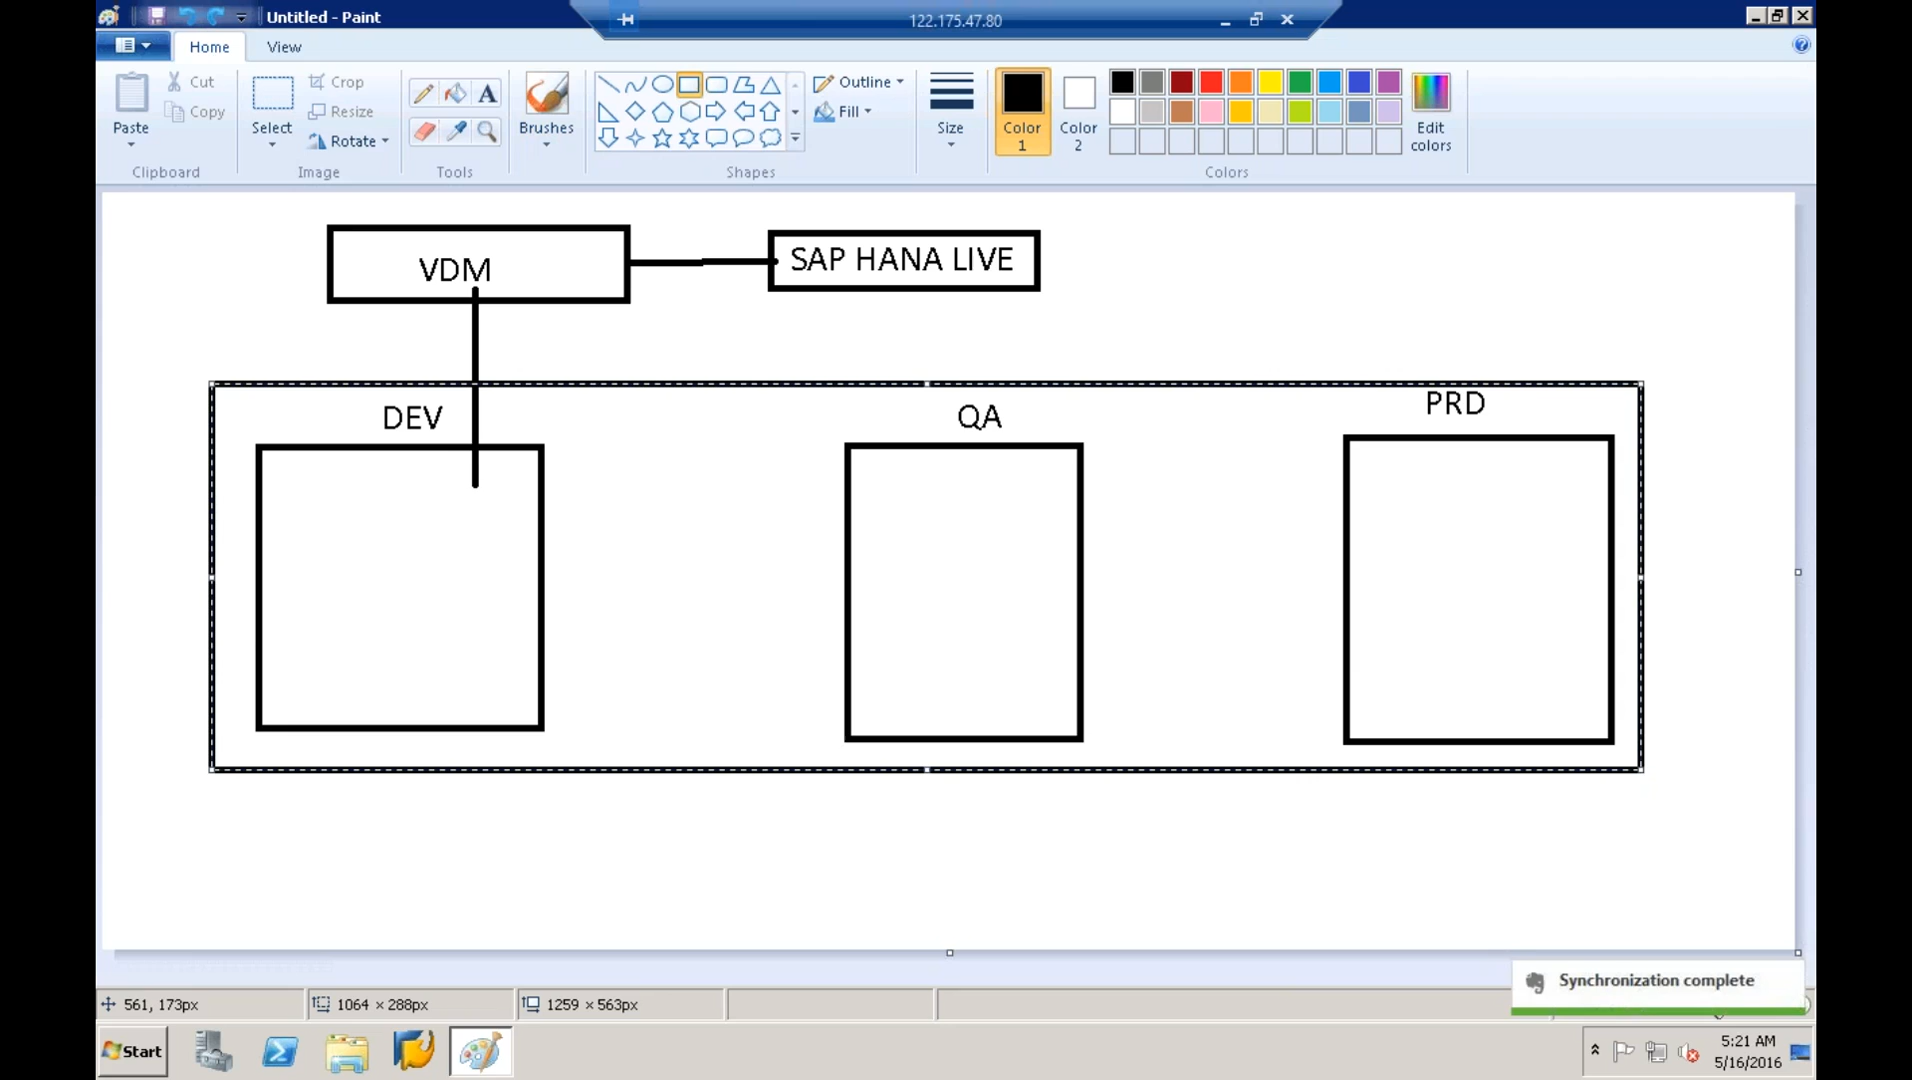 Untitled - Paint
122.175.47.80
Home View
Paste
Cut
Copy
Clipboard
Select
Crop
Resize
Rotate
Image
A
Tools
Brushes
Shapes
Outline
Fill
Size
Color 1
Color 2
Edit colors
Colors
VDM
SAP HANA LIVE
DEV
QA
PRD
Synchronization complete
561, 173px
1064 × 288px
1259 × 563px
Start
5:21 AM
5/16/2016